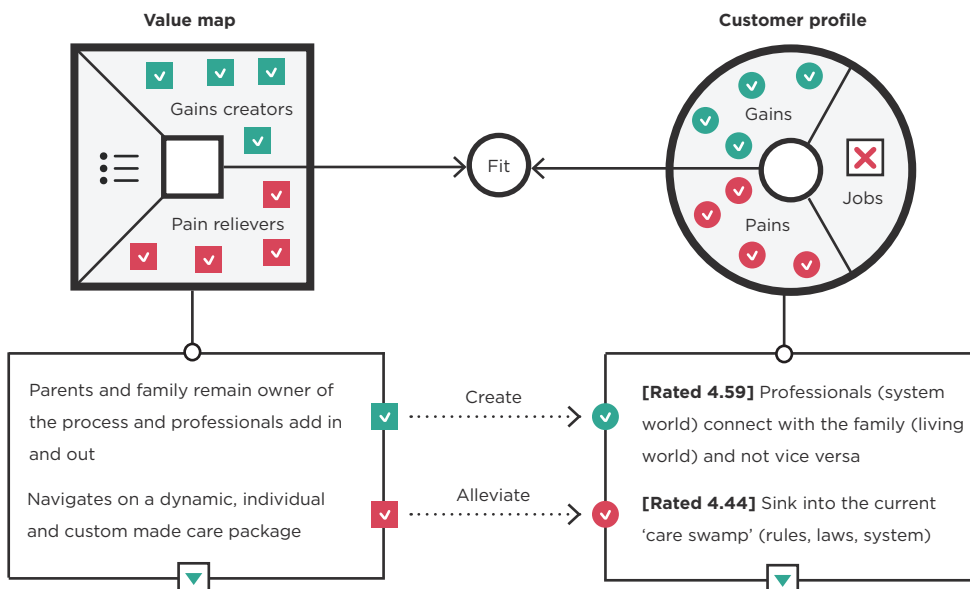 Value map
Customer profile
Gains creators
Gains
Fit
Jobs
Pain relievers
Pains
Parents and family remain owner of
the process and professionals add in
and out
Navigates on a dynamic, individual
and custom made care package
Create
Alleviate
[Rated 4.59] Professionals (system
world) connect with the family (living
world) and not vice versa
[Rated 4.44] Sink into the current
‘care swamp’ (rules, laws, system)